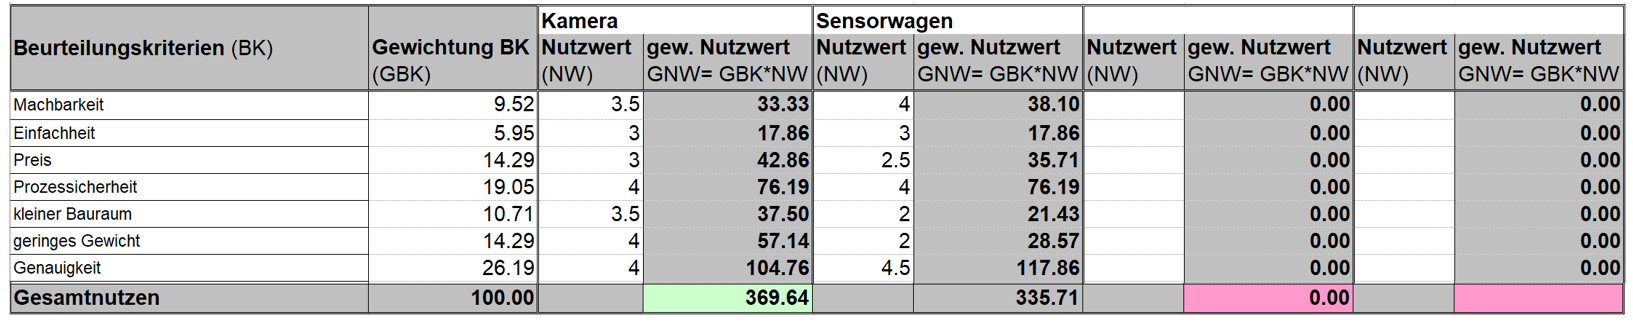 Kamera Sensorwagen
Beurteilungskriterien (BK) Gewichtung BK (GBK) Nutzwert (NW) gew. Nutzwert GNW= GBK*NW Nutzwert (NW) gew. Nutzwert GNW= GBK*NW Nutzwert (NW) gew. Nutzwert GNW= GBK*NW Nutzwert (NW) gew. Nutzwert GNW= GBK*NW
Machbarkeit 9.52 3.5 33.33 4 38.10 0.00 0.00
Einfachheit 5.95 3 17.86 3 17.86 0.00 0.00
Preis 14.29 3 42.86 2.5 35.71 0.00 0.00
Prozessicherheit 19.05 4 76.19 4 76.19 0.00 0.00
kleiner Bauraum 10.71 3.5 37.50 2 21.43 0.00 0.00
geringes Gewicht 14.29 4 57.14 2 28.57 0.00 0.00
Genauigkeit 26.19 4 104.76 4.5 117.86 0.00 0.00
Gesamtnutzen 100.00 369.64 335.71 0.00